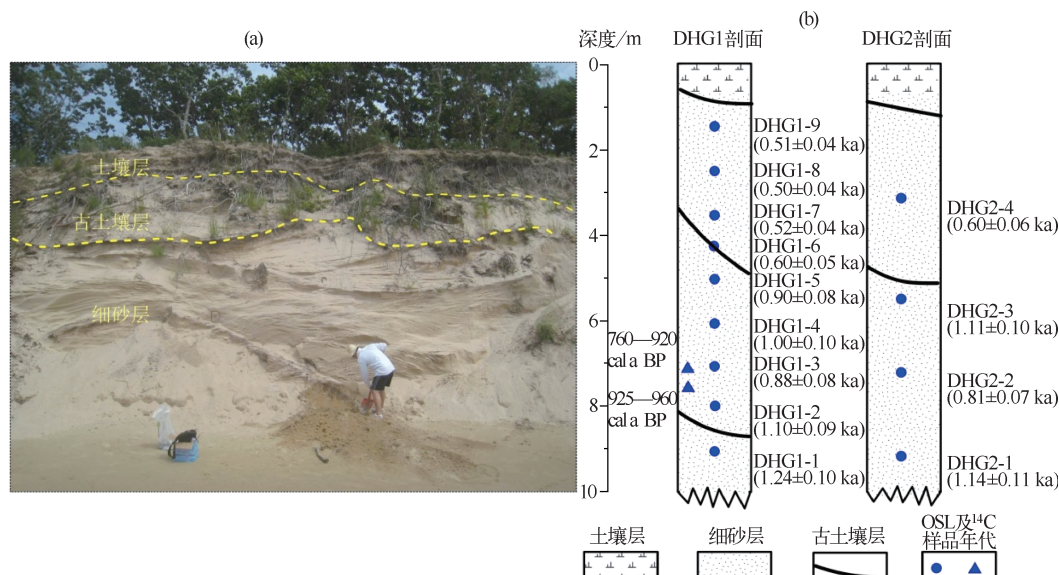 (a)
土壤层
古土壤层
细砂层
(b)
深度/m
DHG1剖面
DHG2剖面
0
2
4
6
8
10
760—920
cal a BP
925—960
cal a BP
DHG1-9
(0.51±0.04 ka)
DHG1-8
(0.50±0.04 ka)
DHG1-7
(0.52±0.04 ka)
DHG1-6
(0.60±0.05 ka)
DHG1-5
(0.90±0.08 ka)
DHG1-4
(1.00±0.10 ka)
DHG1-3
(0.88±0.08 ka)
DHG1-2
(1.10±0.09 ka)
DHG1-1
(1.24±0.10 ka)
DHG2-4
(0.60±0.06 ka)
DHG2-3
(1.11±0.10 ka)
DHG2-2
(0.81±0.07 ka)
DHG2-1
(1.14±0.11 ka)
土壤层
细砂层
古土壤层
OSL及¹⁴C
样品年代